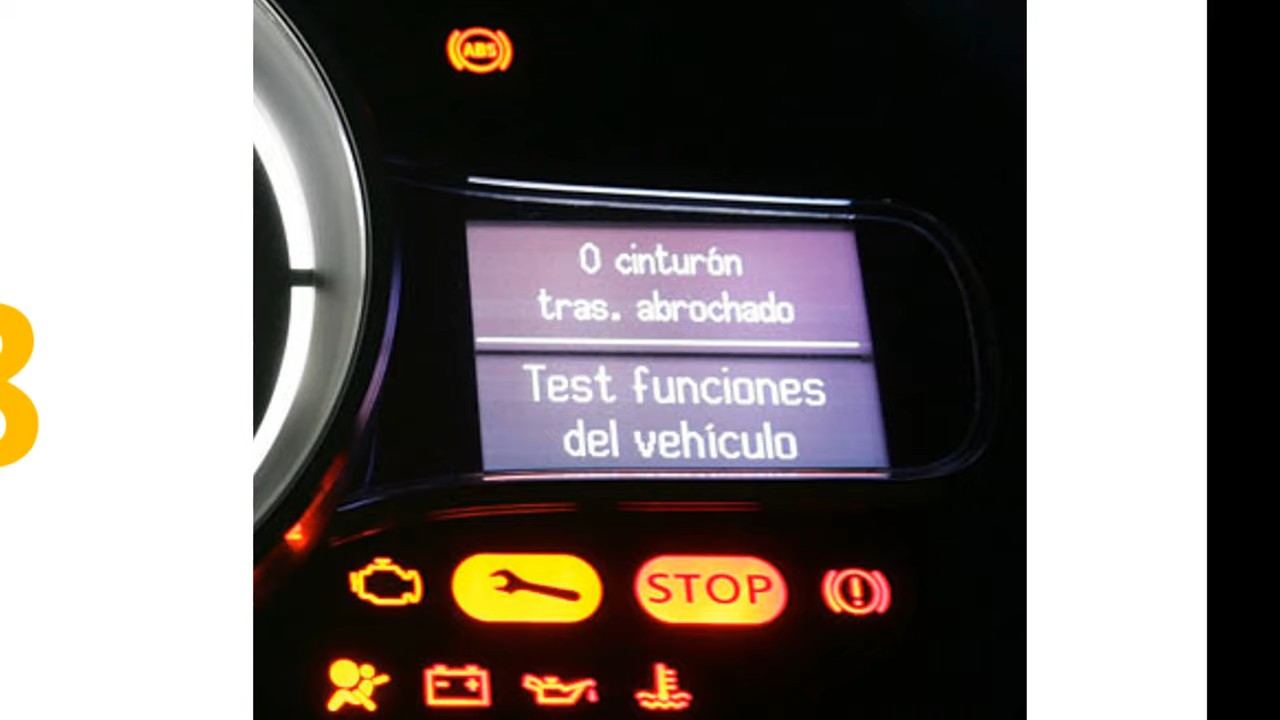 ABS
0 cinturón
tras. abrochado
Test funciones
del vehículo
STOP